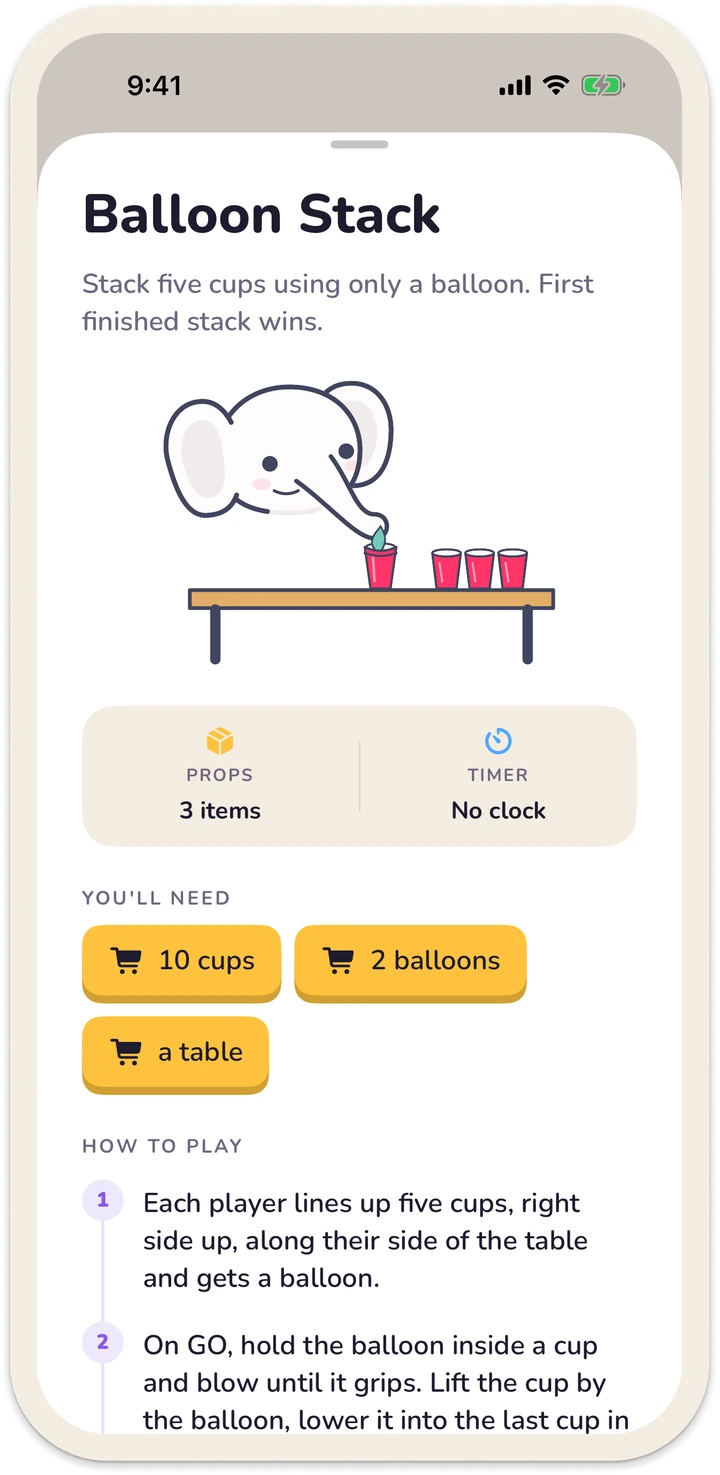 9:41
Balloon Stack
Stack five cups using only a balloon. First
finished stack wins.
PROPS
3 items
TIMER
No clock
YOU'LL NEED
10 cups
2 balloons
a table
HOW TO PLAY
1
Each player lines up five cups, right
side up, along their side of the table
and gets a balloon.
2
On GO, hold the balloon inside a cup
and blow until it grips. Lift the cup by
the balloon, lower it into the last cup in